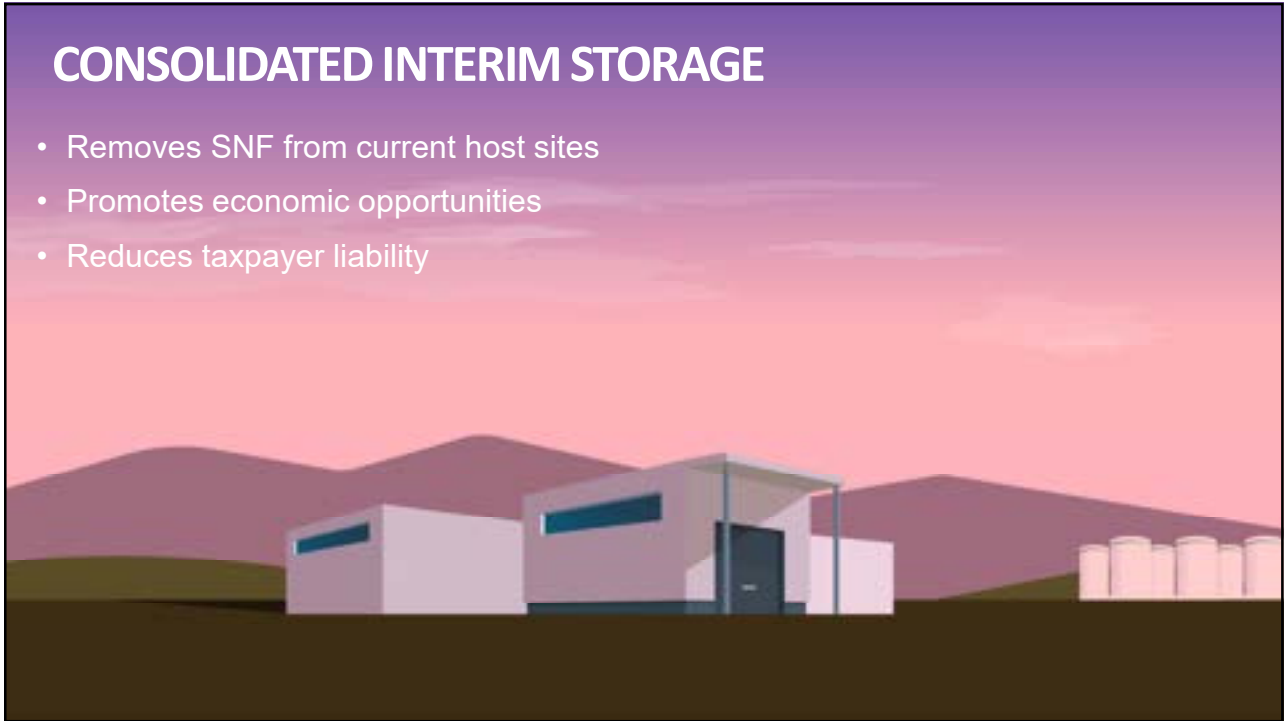 CONSOLIDATED INTERIM STORAGE
• Removes SNF from current host sites
• Promotes economic opportunities
• Reduces taxpayer liability